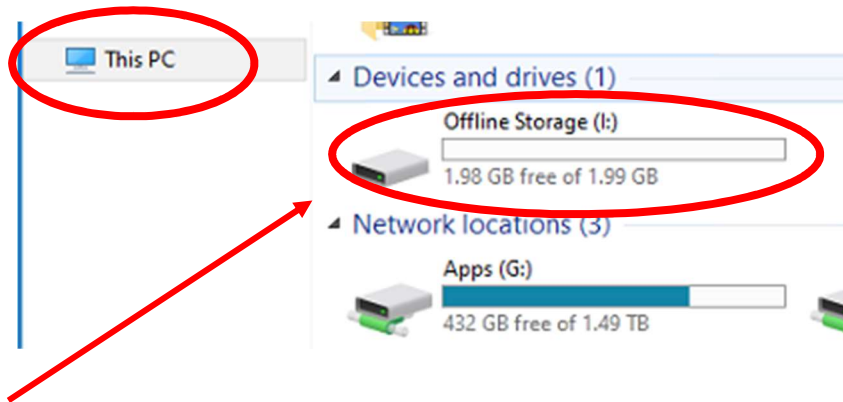 This PC
Devices and drives (1)
Offline Storage (I:)
1.98 GB free of 1.99 GB
Network locations (3)
Apps (G:)
432 GB free of 1.49 TB